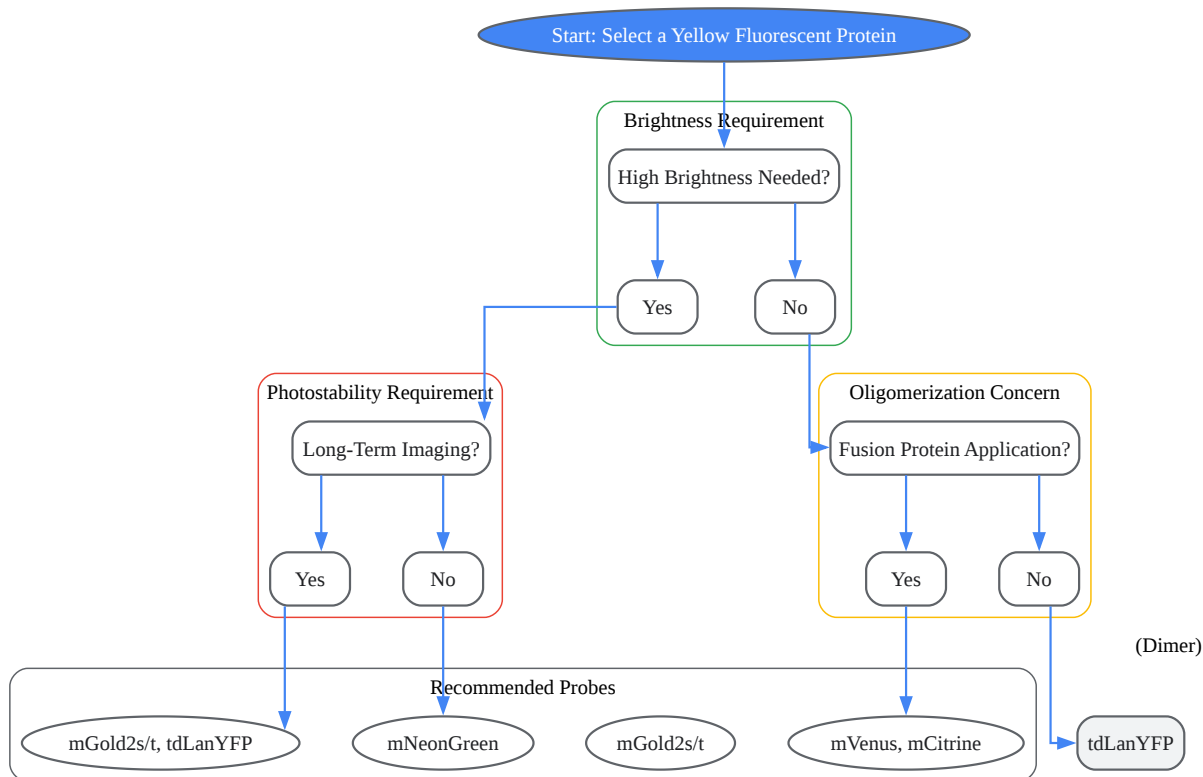 Start: Select a Yellow Fluorescent Protein
Brightness Requirement
High Brightness Needed?
Yes
No
Photostability Requirement
Oligomerization Concern
Long-Term Imaging?
Fusion Protein Application?
Yes
No
Yes
No
(Dimer)
Recommended Probes
mGold2s/t, tdLanYFP
mNeonGreen
mGold2s/t
mVenus, mCitrine
tdLanYFP